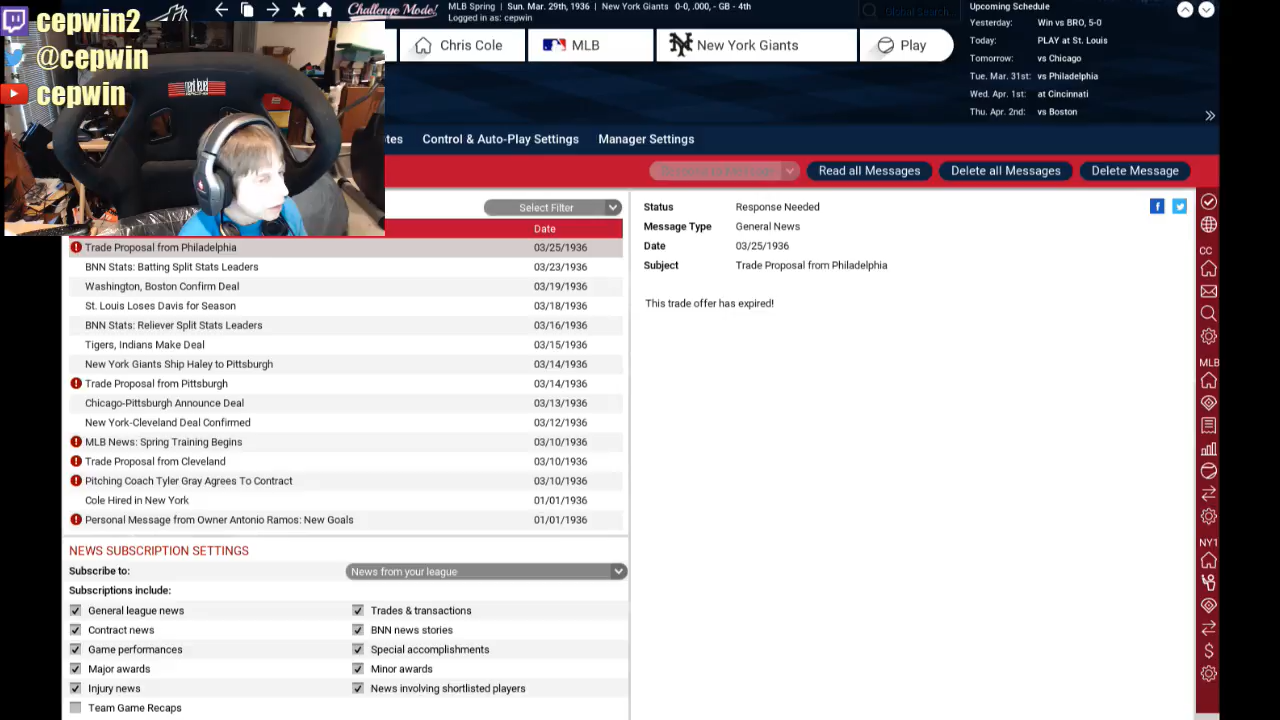 cepwin2
@cepwin
cepwin
Challenge Mode!
MLB Spring | Sun. Mar. 29th, 1936 | New York Giants 0-0, .000, - GB - 4th
Logged in as: cepwin
Global Search
Chris Cole
MLB
New York Giants
Play
Upcoming Schedule
Yesterday: Win vs BRO, 5-0
Today: PLAY at St. Louis
Tomorrow: vs Chicago
Tue. Mar. 31st: vs Philadelphia
Wed. Apr. 1st: at Cincinnati
Thu. Apr. 2nd: vs Boston
tes
Control & Auto-Play Settings
Manager Settings
Respond to Message
Read all Messages
Delete all Messages
Delete Message
Select Filter
Date
Trade Proposal from Philadelphia 03/25/1936
BNN Stats: Batting Split Stats Leaders 03/23/1936
Washington, Boston Confirm Deal 03/19/1936
St. Louis Loses Davis for Season 03/18/1936
BNN Stats: Reliever Split Stats Leaders 03/16/1936
Tigers, Indians Make Deal 03/15/1936
New York Giants Ship Haley to Pittsburgh 03/14/1936
Trade Proposal from Pittsburgh 03/14/1936
Chicago-Pittsburgh Announce Deal 03/13/1936
New York-Cleveland Deal Confirmed 03/12/1936
MLB News: Spring Training Begins 03/10/1936
Trade Proposal from Cleveland 03/10/1936
Pitching Coach Tyler Gray Agrees To Contract 03/10/1936
Cole Hired in New York 01/01/1936
Personal Message from Owner Antonio Ramos: New Goals 01/01/1936
NEWS SUBSCRIPTION SETTINGS
Subscribe to: News from your league
Subscriptions include:
General league news Trades & transactions
Contract news BNN news stories
Game performances Special accomplishments
Major awards Minor awards
Injury news News involving shortlisted players
Team Game Recaps
Status Response Needed
Message Type General News
Date 03/25/1936
Subject Trade Proposal from Philadelphia
This trade offer has expired!
CC
MLB
NY1